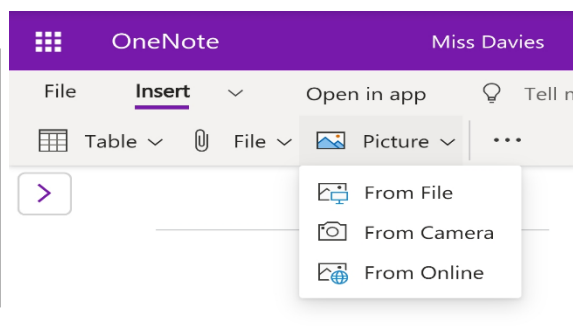 OneNote Miss Davies
File Insert Open in app Tell
Table File Picture
From File
From Camera
From Online